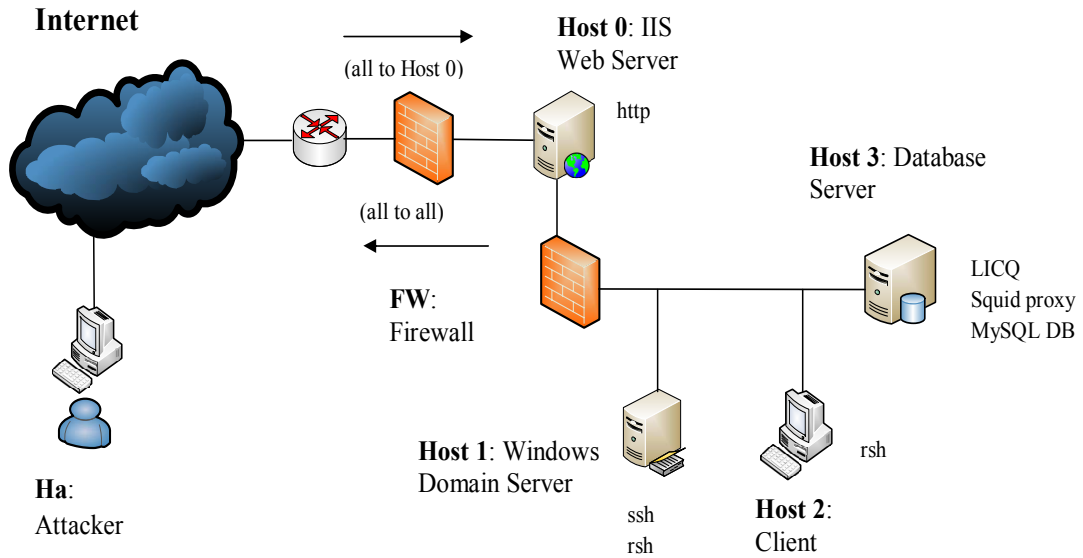 Internet
(all to Host 0)
Host 0: IIS
Web Server
http
Host 3: Database
Server
(all to all)
FW:
Firewall
LICQ
Squid proxy
MySQL DB
Host 1: Windows
Domain Server
ssh
rsh
rsh
Host 2:
Client
Ha:
Attacker